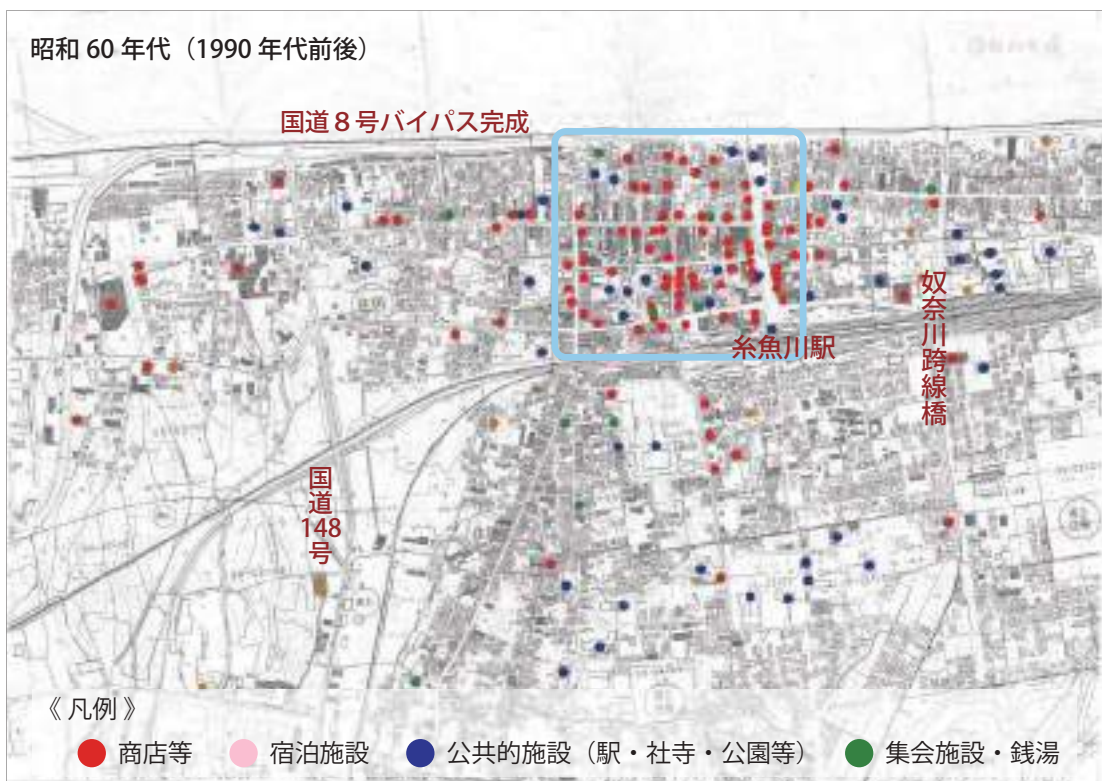 昭和 60 年代（1990 年代前後）
国道８号バイパス完成
奴奈川跨線橋
糸魚川駅
国道148号
《 凡例 》
商店等
宿泊施設
公共的施設（駅・社寺・公園等）
集会施設・銭湯